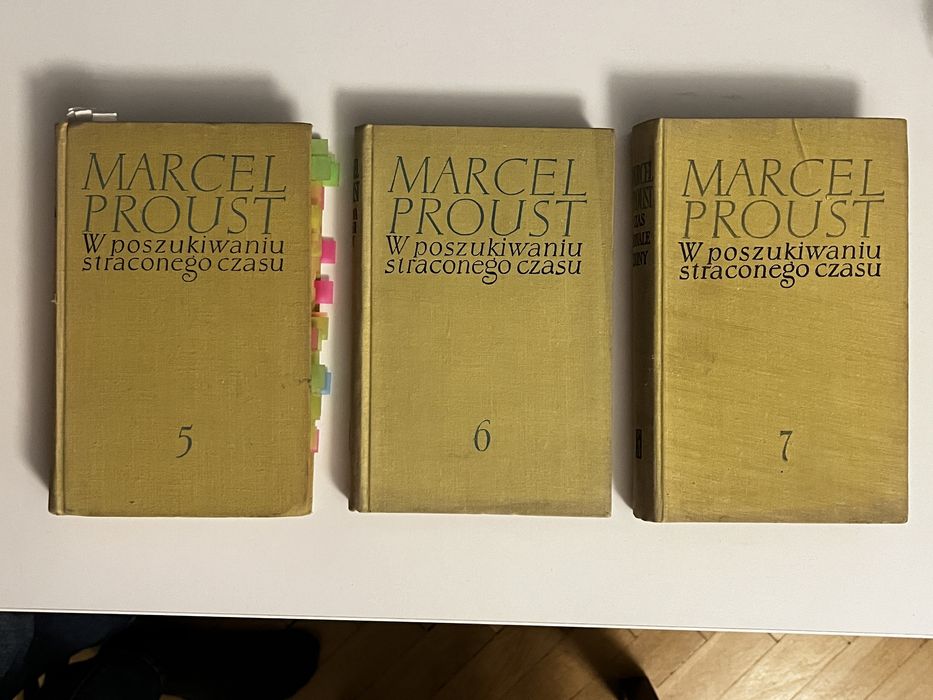 MARCEL
PROUST
W poszukiwaniu
straconego czasu
5
MARCEL
PROUST
W poszukiwaniu
straconego czasu
6
MARCEL
PROUST
W poszukiwaniu
straconego czasu
7